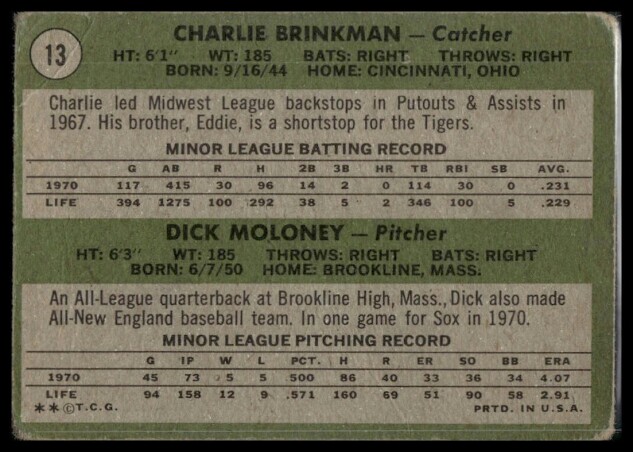 13
CHARLIE BRINKMAN — Catcher
HT: 6'1" WT: 185 BATS: RIGHT THROWS: RIGHT
BORN: 9/16/44 HOME: CINCINNATI, OHIO
Charlie led Midwest League backstops in Putouts & Assists in
1967. His brother, Eddie, is a shortstop for the Tigers.
MINOR LEAGUE BATTING RECORD
G AB R H 2B 3B HR TB RBI SB AVG.
1970 117 415 30 96 14 2 0 114 30 0 .231
LIFE 394 1275 100 292 38 5 2 346 100 5 .229
DICK MOLONEY — Pitcher
HT: 6'3" WT: 185 THROWS: RIGHT BATS: RIGHT
BORN: 6/7/50 HOME: BROOKLINE, MASS.
An All-League quarterback at Brookline High, Mass., Dick also made
All-New England baseball team. In one game for Sox in 1970.
MINOR LEAGUE PITCHING RECORD
G IP W L PCT. H R ER SO BB ERA
1970 45 73 5 5 .500 86 40 33 36 34 4.07
LIFE 94 158 12 9 .571 160 69 51 90 58 2.91
**©T.C.G. PRTD. IN U.S.A.